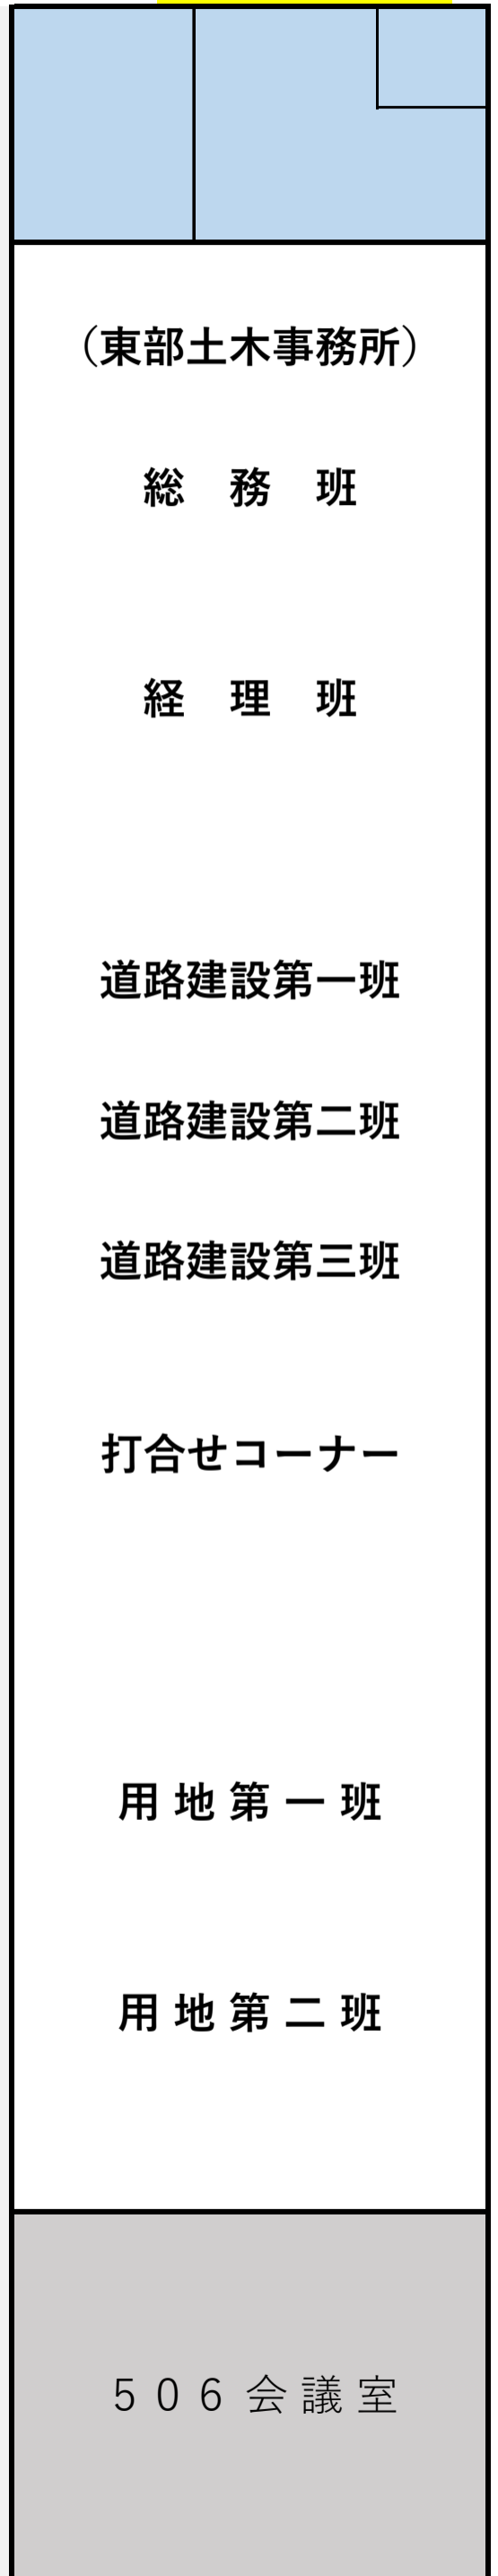 （東部土木事務所）
総　務　班
経　理　班
道路建設第一班
道路建設第二班
道路建設第三班
打合せコーナー
用 地 第 一 班
用 地 第 二 班
５０６会議室